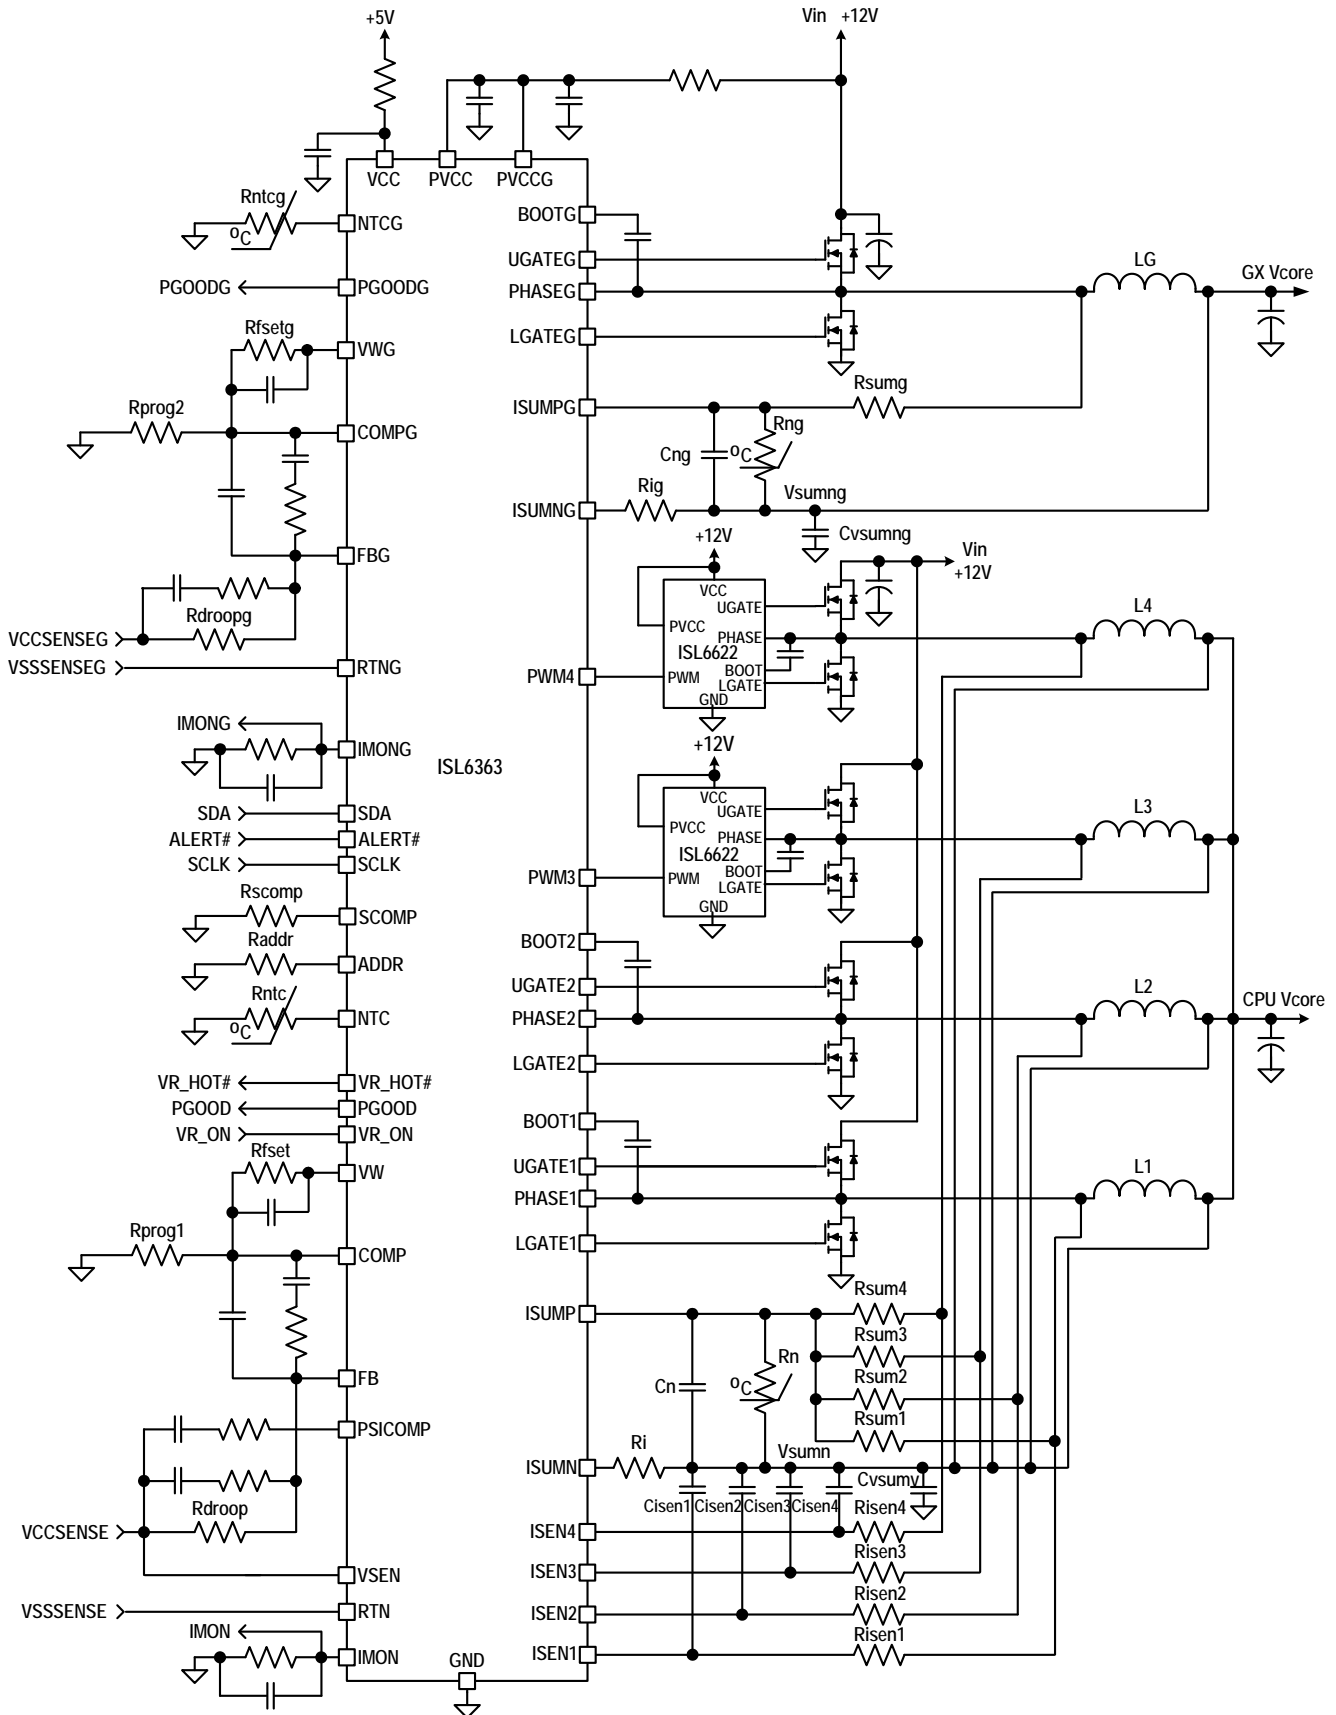 +5V
Vin +12V
VCC
PVCC
PVCCG
Rntcg
oC
NTCG
PGOODG
PGOODG
Rfsetg
VWG
Rprog2
COMPG
FBG
Rdroopg
VCCSENSEG
VSSSENSEG
RTNG
IMONG
IMONG
SDA
SDA
ALERT#
ALERT#
SCLK
SCLK
Rscomp
SCOMP
Raddr
ADDR
Rntc
oC
NTC
VR_HOT#
VR_HOT#
PGOOD
PGOOD
VR_ON
VR_ON
Rfset
VW
Rprog1
COMP
FB
PSICOMP
Rdroop
VCCSENSE
VSEN
VSSSENSE
RTN
IMON
IMON
GND
ISL6363
BOOTG
UGATEG
PHASEG
LGATEG
LG
GX Vcore
Rsumg
ISUMPG
Rng
Cng
oC
Rig
Vsumng
ISUMNG
Cvsumng
+12V
Vin
+12V
VCC
UGATE
PVCC
PHASE
ISL6622
BOOT
PWM
LGATE
GND
PWM4
L4
+12V
VCC
UGATE
PVCC
PHASE
ISL6622
BOOT
PWM
LGATE
GND
PWM3
L3
BOOT2
UGATE2
PHASE2
LGATE2
L2
CPU Vcore
BOOT1
UGATE1
PHASE1
LGATE1
L1
ISUMP
Rsum4
Rsum3
Rsum2
Rsum1
Rn
Cn
oC
Ri
Vsumn
ISUMN
Cvsumv
Cisen1
Cisen2
Cisen3
Cisen4
Risen4
ISEN4
Risen3
ISEN3
Risen2
ISEN2
Risen1
ISEN1